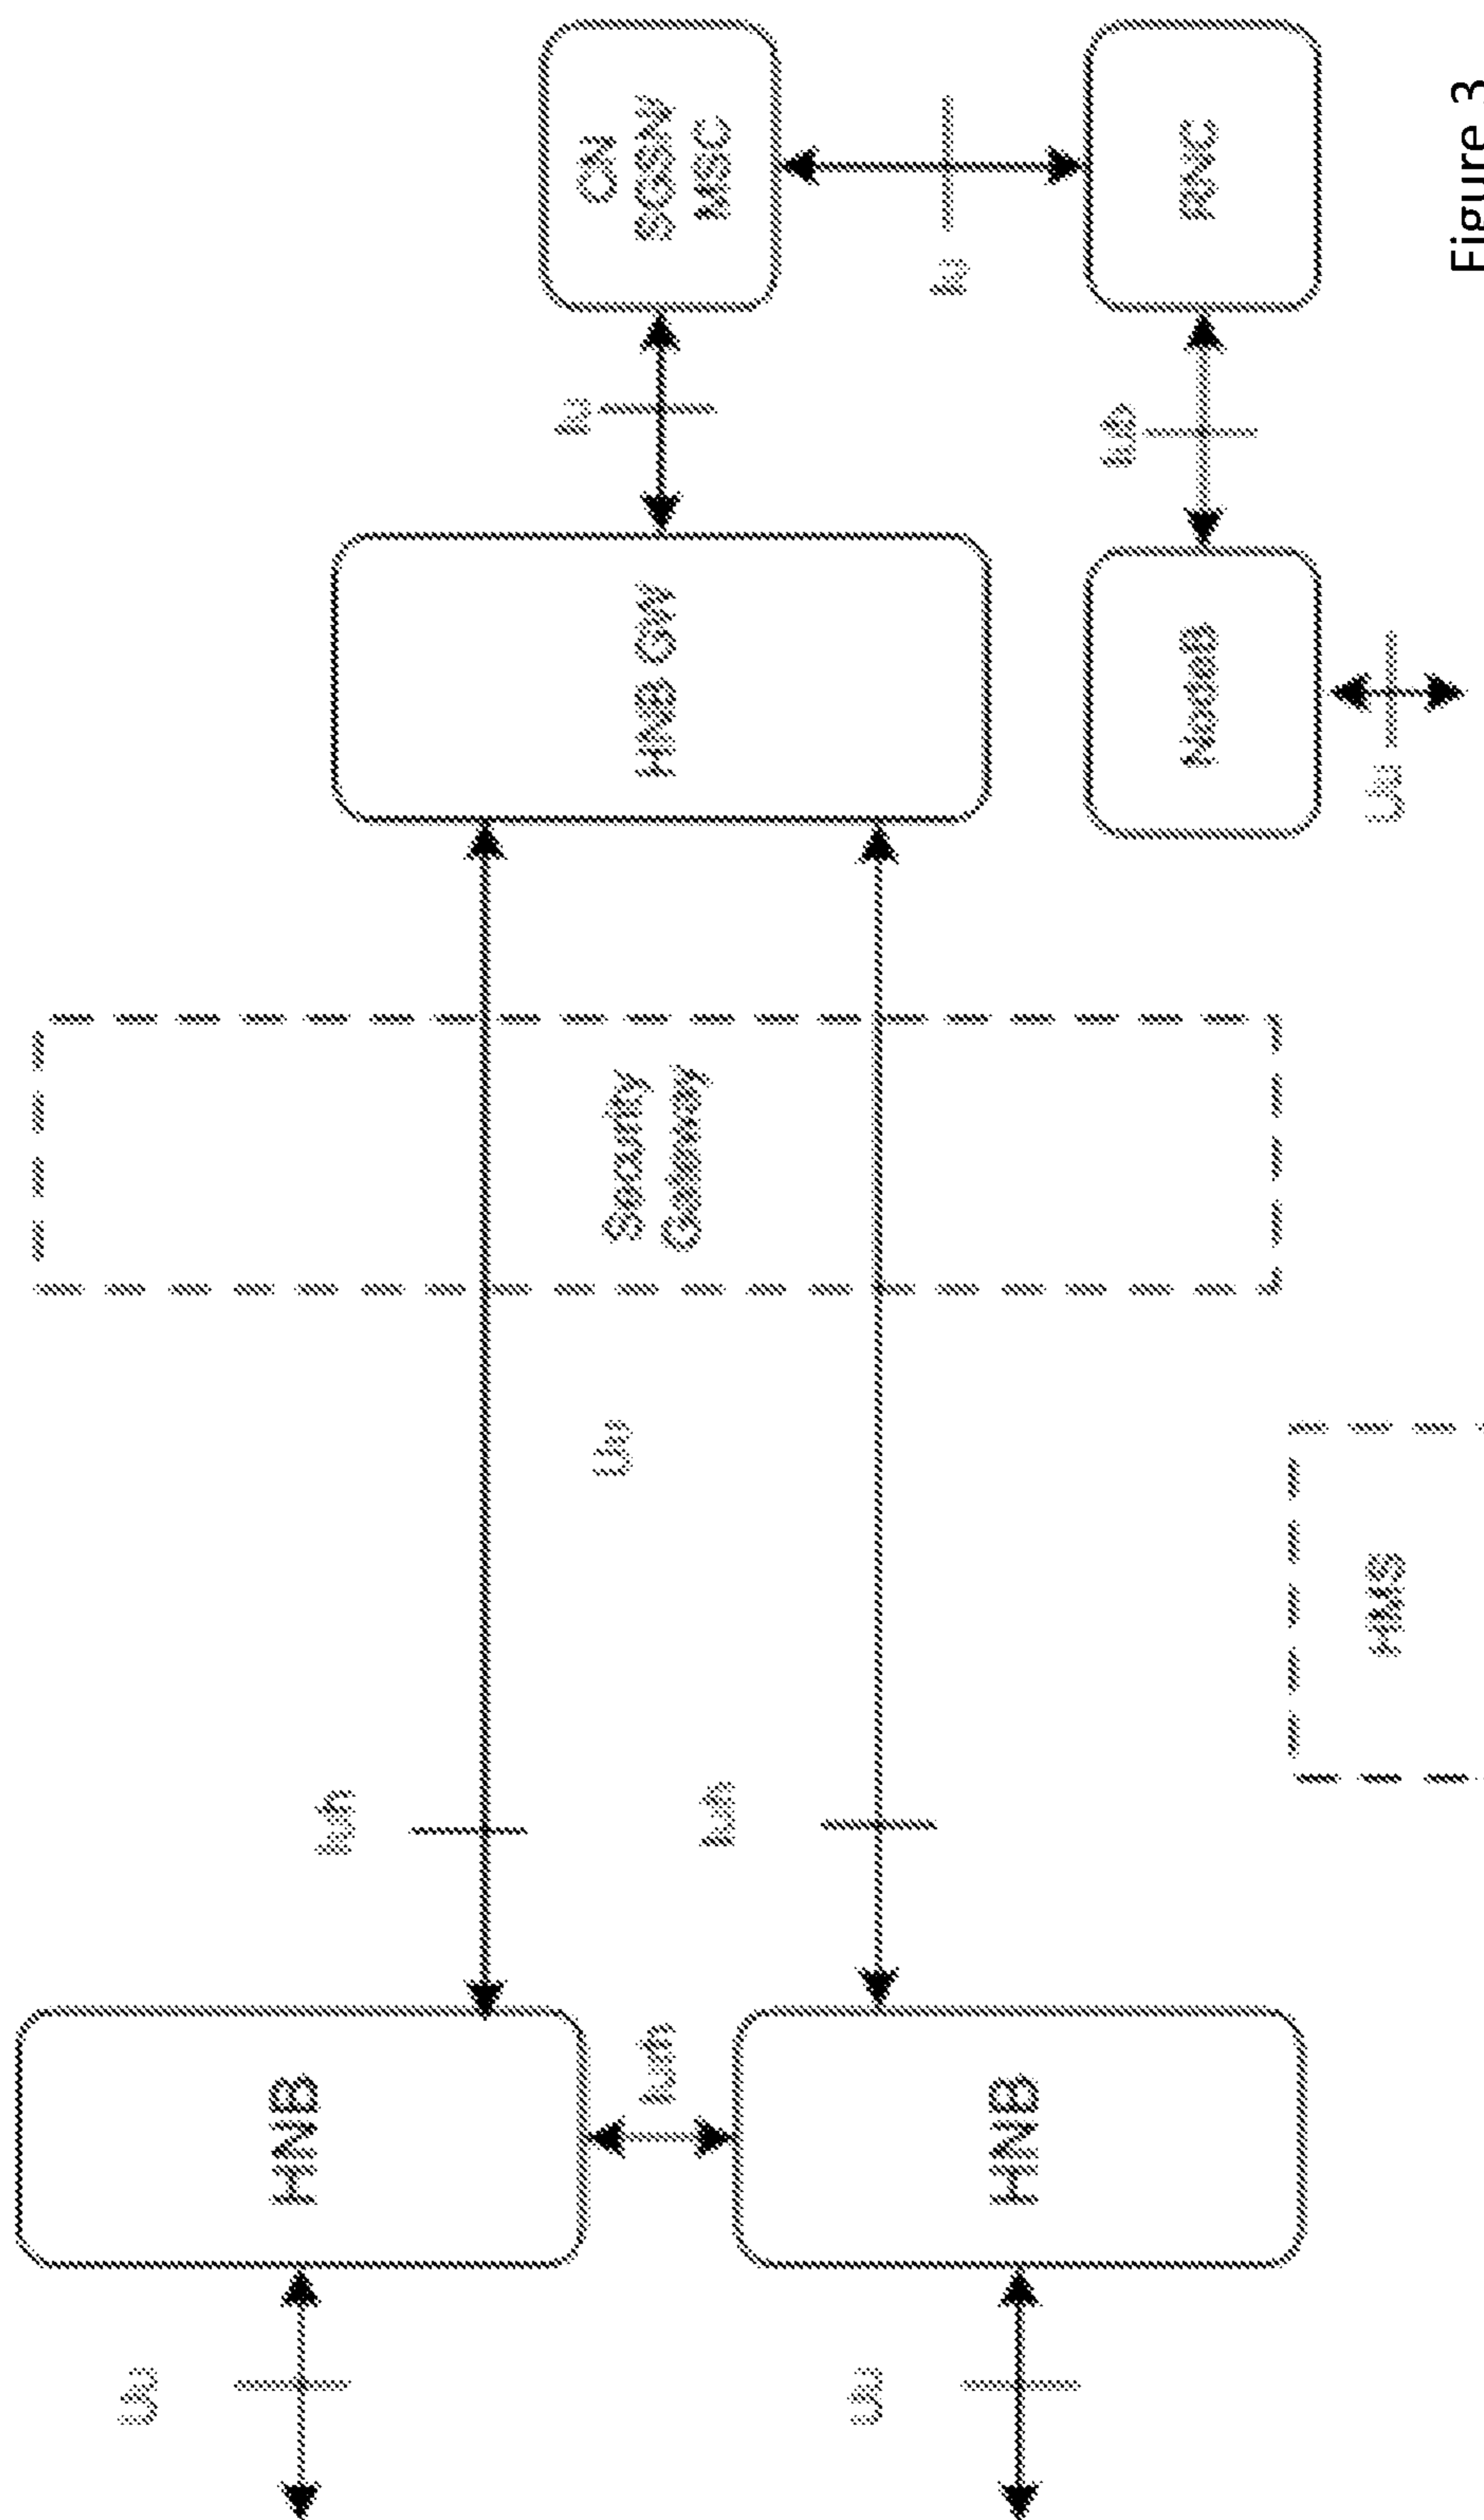 Uu
HNB
Iuh
Iu
CN
SGSN
MSC
Uu
Security
Gateway
HNB GW
Iurh
Iuh
Uu
Iu
HNB
Iub
NodeB
RNC
HMS
Uu
Figure 3